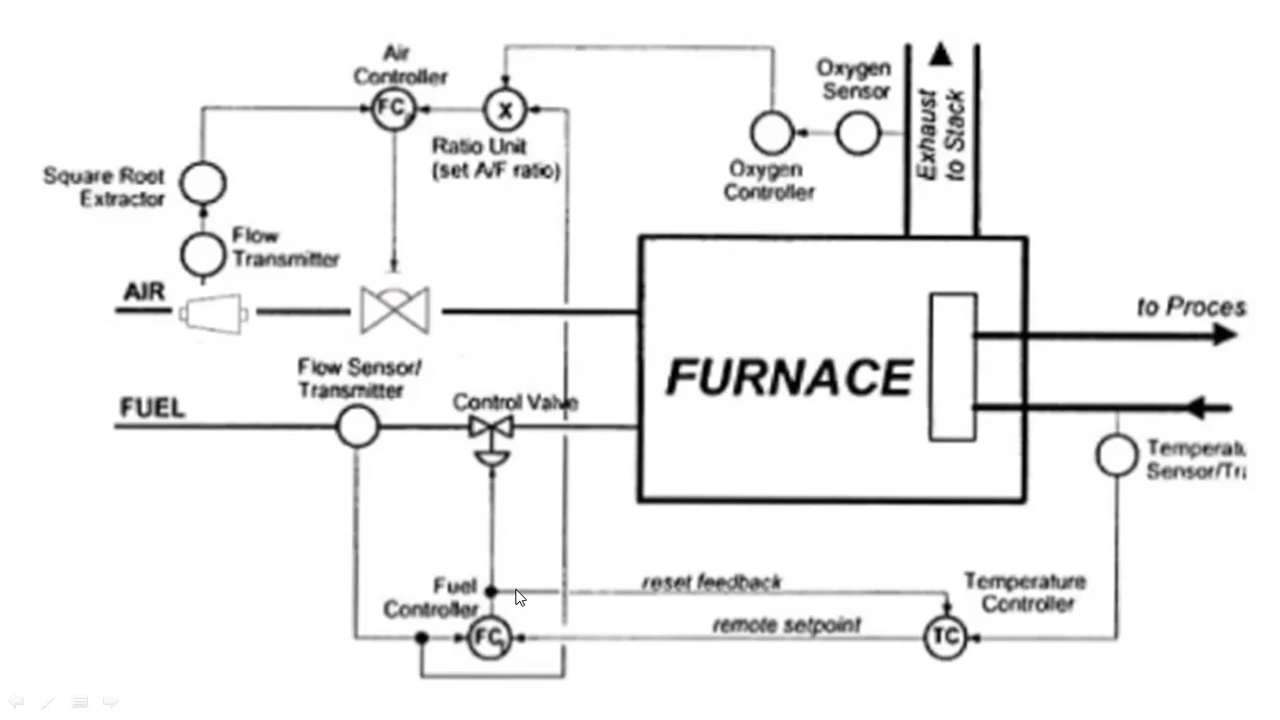 Air
Controller
Oxygen
Sensor
Exhaust
to Stack
FC
X
Ratio Unit
(set A/F ratio)
Oxygen
Controller
Square Root
Extractor
Flow
Transmitter
AIR
to Proces
Flow Sensor/
Transmitter
FURNACE
FUEL
Control Valve
Sensor/Tr
reset feedback
Temperature
Controller
Fuel
Controller
remote setpoint
FC
TC